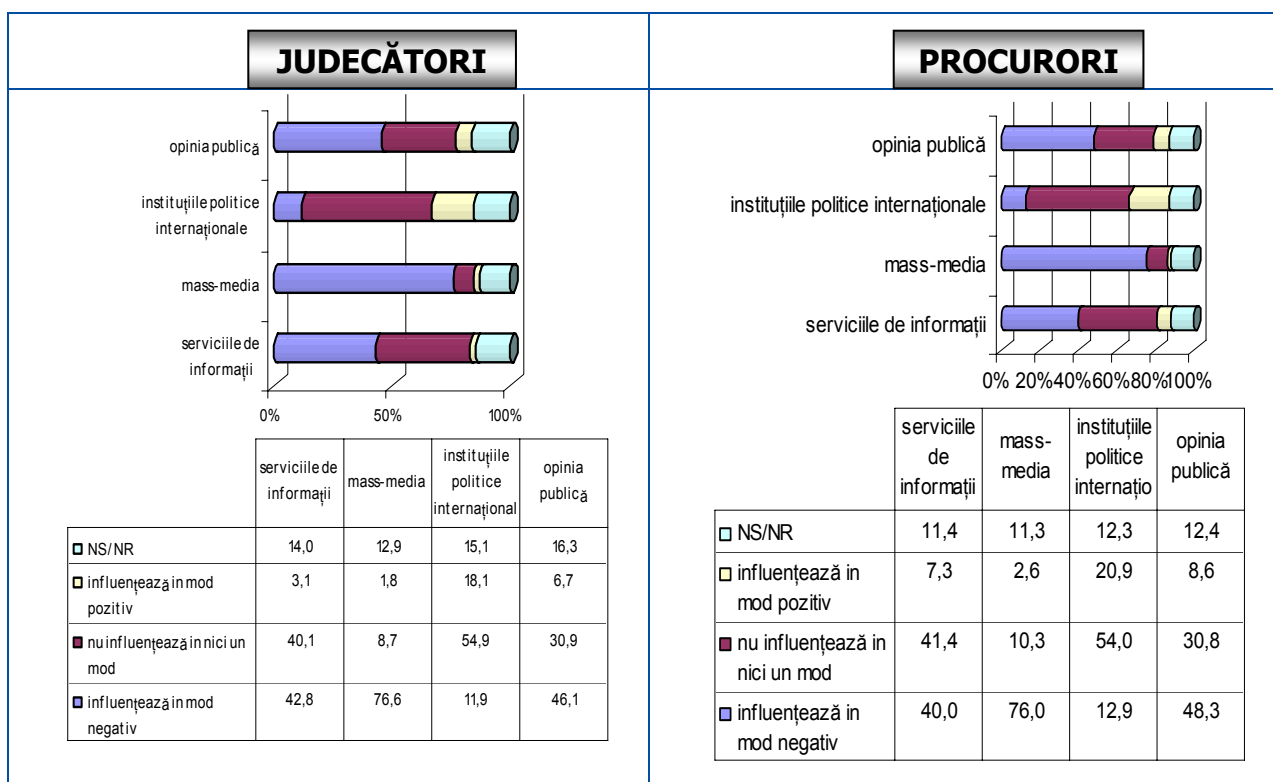 JUDECĂTORI
opinia publică
instituțiile politice
internaționale
mass-media
serviciile de
informații
0% 50% 100%
serviciile de
informații
mass-media
instituțiile
politice
internațional
opinia
publică
NS/NR 14,0 12,9 15,1 16,3
influențează in mod
pozitiv
3,1 1,8 18,1 6,7
nu influențează in nici un
mod
40,1 8,7 54,9 30,9
influențează in mod
negativ
42,8 76,6 11,9 46,1
PROCURORI
opinia publică
instituțiile politice internaționale
mass-media
serviciile de informații
0% 20% 40% 60% 80% 100%
serviciile
de
informații
mass-
media
instituțiile
politice
internațio
opinia
publică
NS/NR 11,4 11,3 12,3 12,4
influențează in
mod pozitiv
7,3 2,6 20,9 8,6
nu influențează in
nici un mod
41,4 10,3 54,0 30,8
influențează in
mod negativ
40,0 76,0 12,9 48,3